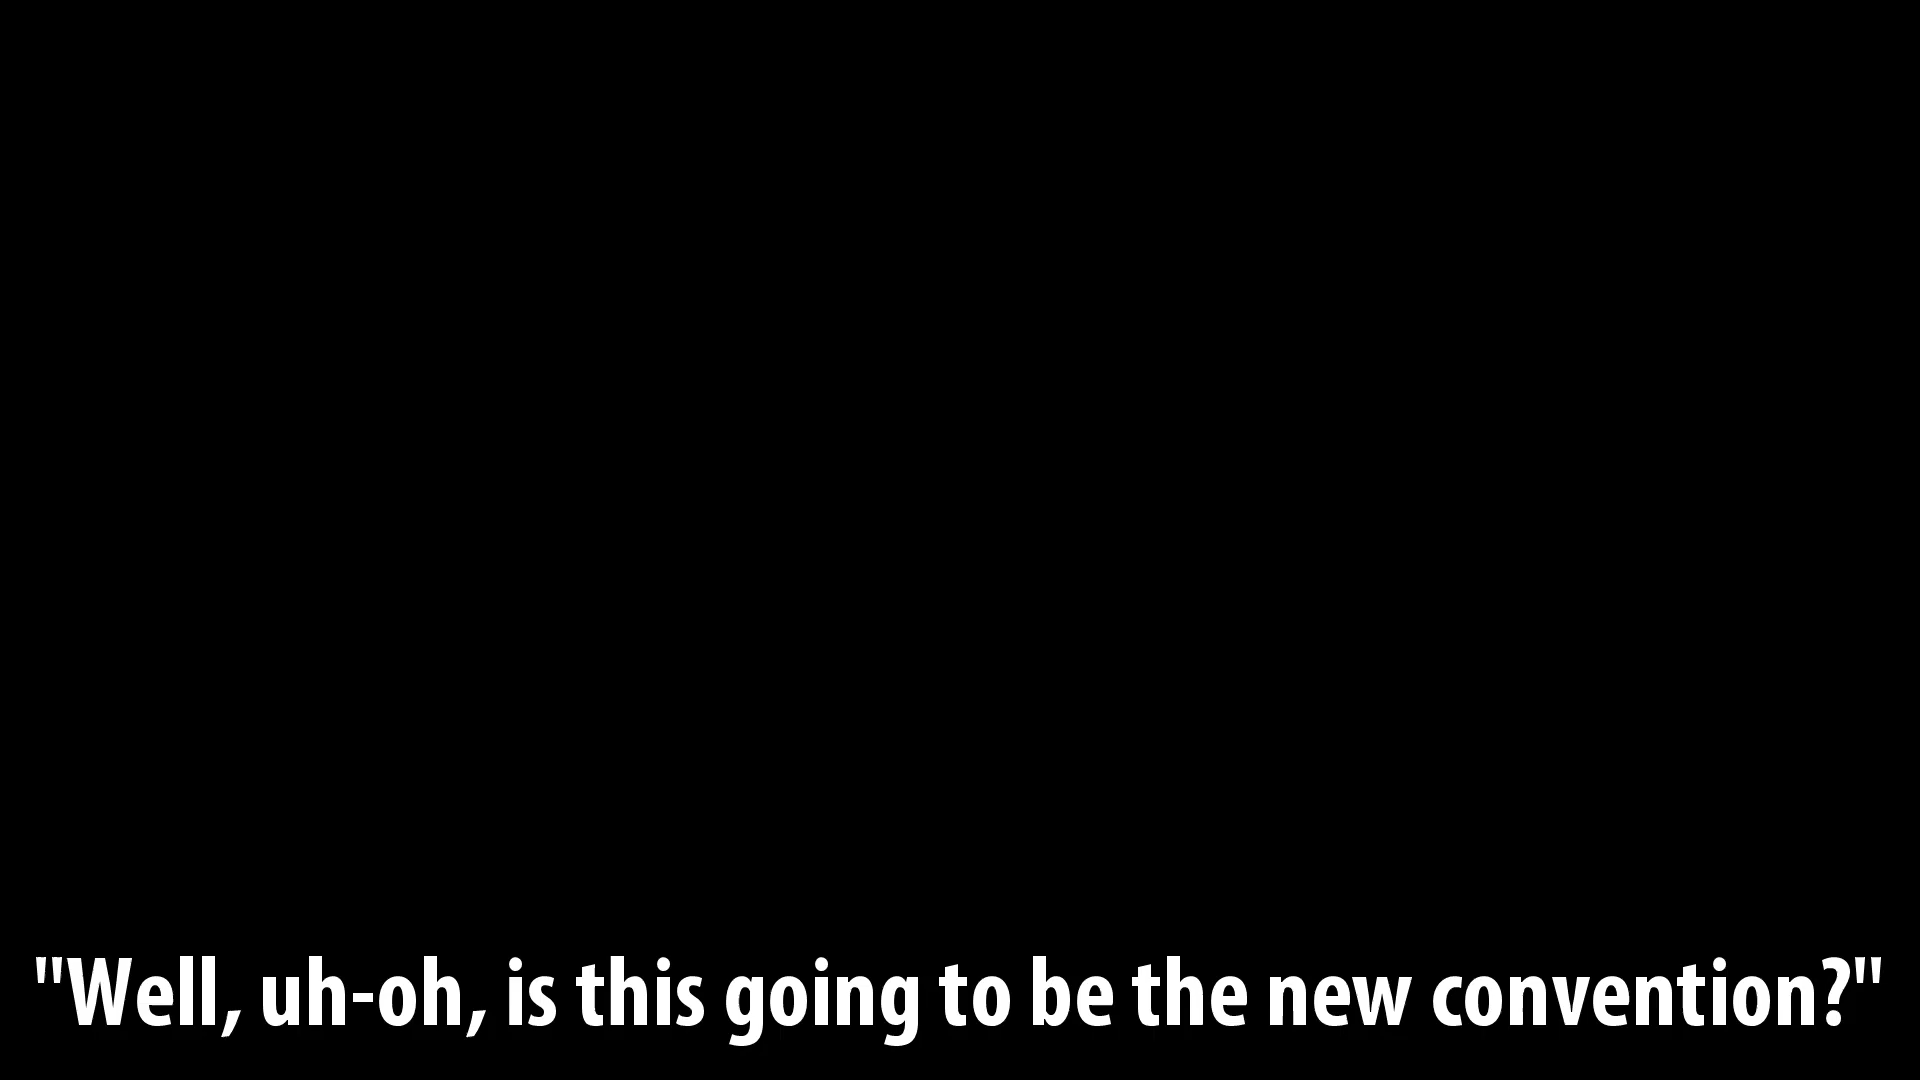 "Well, uh-oh, is this going to be the new convention?"